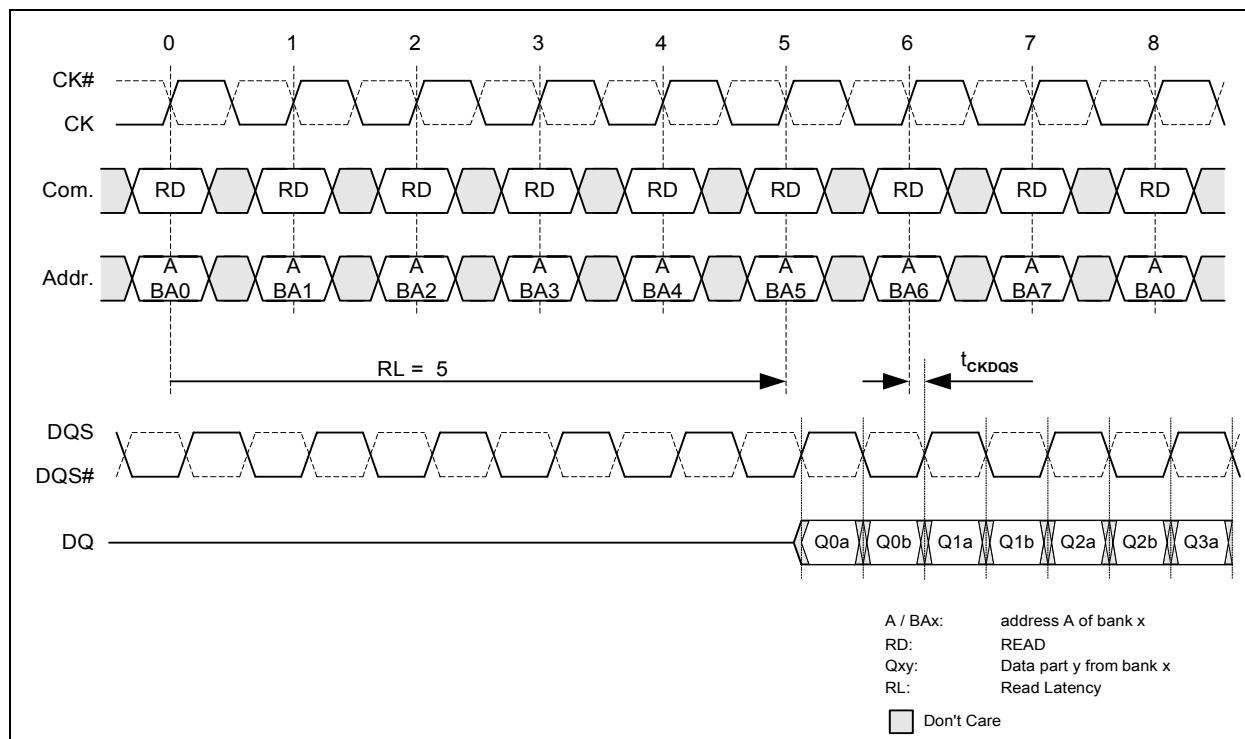 0 1 2 3 4 5 6 7 8
CK#
CK
Com. RD RD RD RD RD RD RD RD RD
Addr. A A A A A A A A A
BA0 BA1 BA2 BA3 BA4 BA5 BA6 BA7 BA0
RL = 5
tCKDQS
DQS
DQS#
DQ Q0a Q0b Q1a Q1b Q2a Q2b Q3a
A / BAx: address A of bank x
RD: READ
Qxy: Data part y from bank x
RL: Read Latency
Don't Care